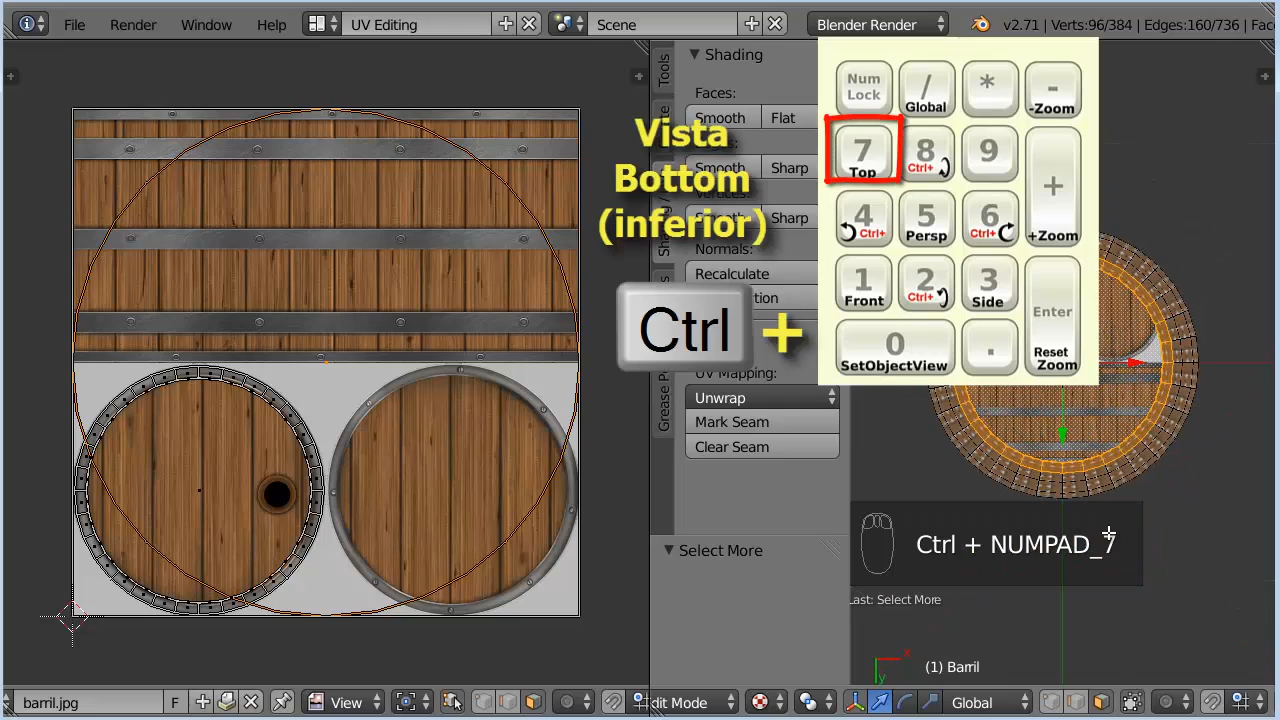 File Render Window Help UV Editing Scene Blender Render v2.71 | Verts:96/384 | Edges:160/736 | Fac
Tools
Shading
Faces:
Smooth Flat
Smooth Sharp
Smooth Sharp
Normals:
Recalculate
UV Mapping:
Unwrap
Mark Seam
Clear Seam
Select More
Vista
Bottom
(inferior)
Ctrl +
Num Lock
/ Global
*
- -Zoom
7 Top
8 Ctrl+
9
+ +Zoom
4 Ctrl+
5 Persp
6 Ctrl+
1 Front
2 Ctrl+
3 Side
Enter Reset Zoom
0 SetObjectView
.
Ctrl + NUMPAD_7
Last: Select More
x
y
(1) Barril
barril.jpg F View dit Mode Global